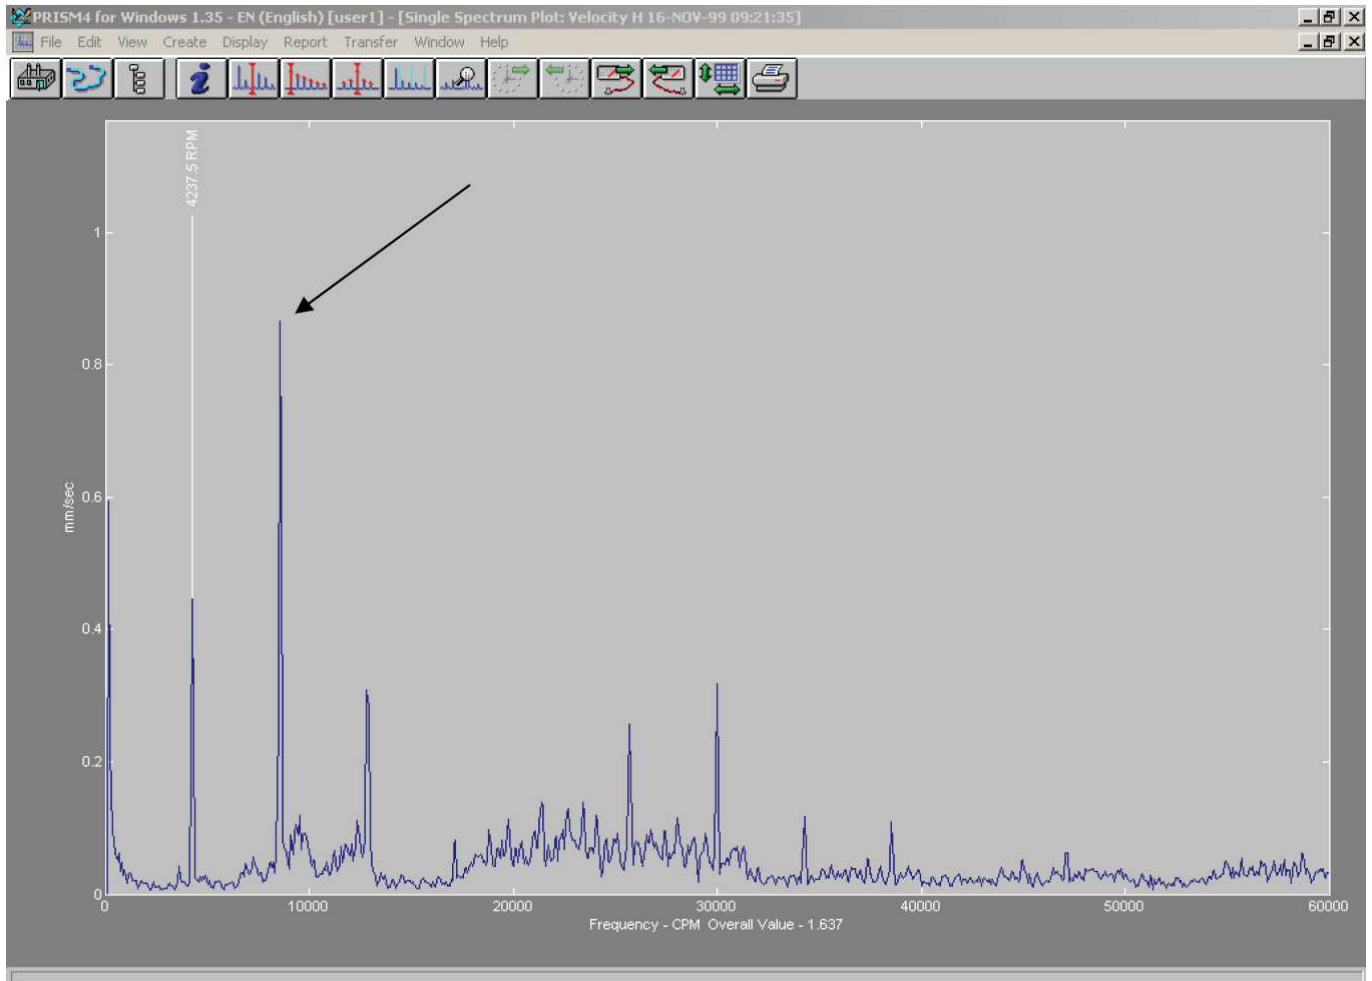 PRISM4 for Windows 1.35 - EN (English) [user1] - [Single Spectrum Plot: Velocity H 16-NOV-99 09:21:35]
File Edit View Create Display Report Transfer Window Help
4237.5 RPM
1
0.8
0.6
mm/sec
0.4
0.2
0
0 10000 20000 30000 40000 50000 60000
Frequency - CPM Overall Value - 1.637